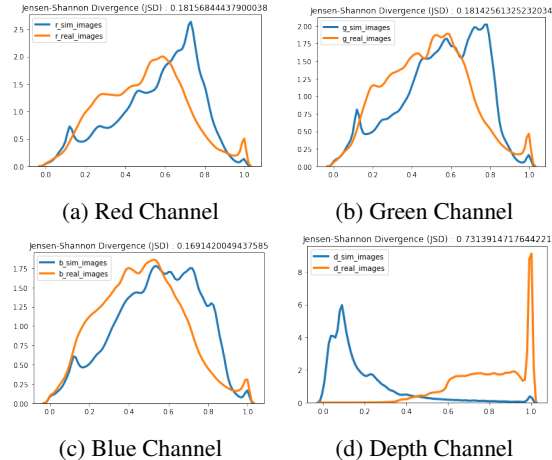 Jensen-Shannon Divergence (JSD) : 0.18156844437900038
r_sim_images
r_real_images
2.5
2.0
1.5
1.0
0.5
0.0
0.0 0.2 0.4 0.6 0.8 1.0
(a) Red Channel
Jensen-Shannon Divergence (JSD) : 0.18142561325232034
g_sim_images
g_real_images
2.00
1.75
1.50
1.25
1.00
0.75
0.50
0.25
0.00
0.0 0.2 0.4 0.6 0.8 1.0
(b) Green Channel
Jensen-Shannon Divergence (JSD) : 0.1691420049437585
b_sim_images
b_real_images
1.75
1.50
1.25
1.00
0.75
0.50
0.25
0.00
0.0 0.2 0.4 0.6 0.8 1.0
(c) Blue Channel
Jensen-Shannon Divergence (JSD) : 0.7313914717644221
d_sim_images
d_real_images
8
6
4
2
0
0.0 0.2 0.4 0.6 0.8 1.0
(d) Depth Channel